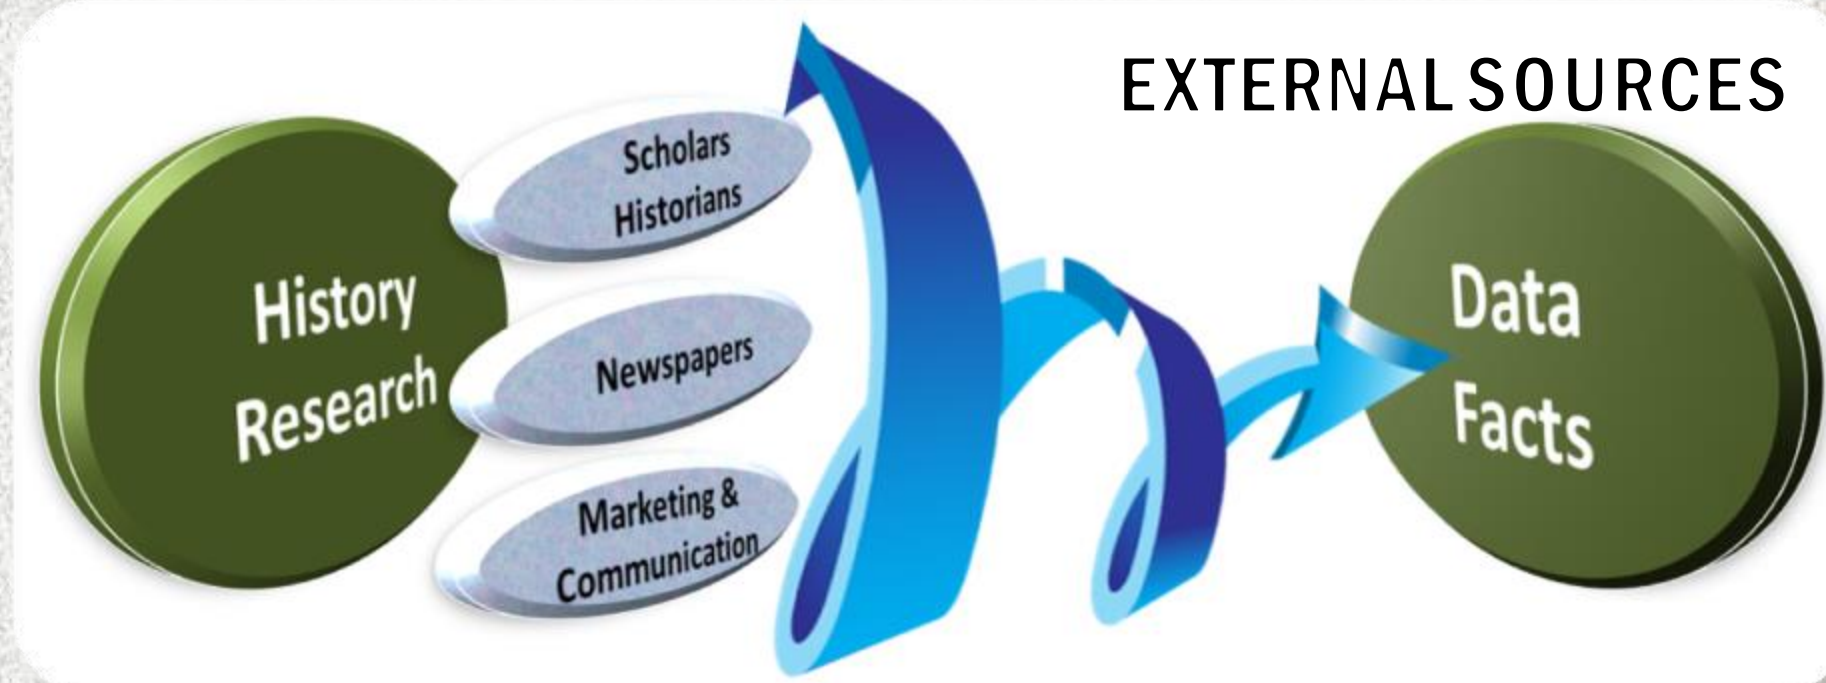 EXTERNAL SOURCES
History
Research
Scholars
Historians
Newspapers
Marketing &
Communication
Data
Facts